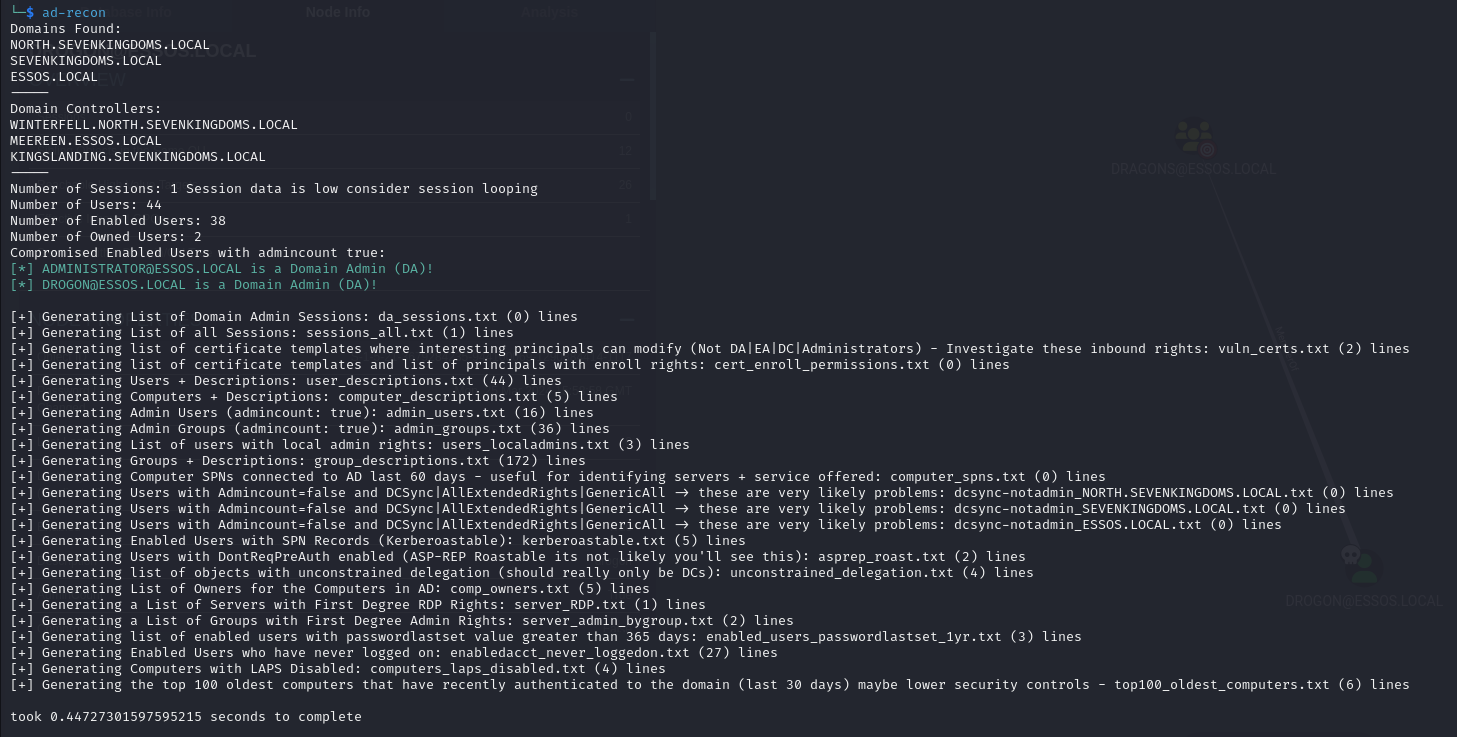 └─$ ad-recon
Node Info
Analysis
Domains Found:
NORTH.SEVENKINGDOMS.LOCAL
SEVENKINGDOMS.LOCAL
ESSOS.LOCAL
-----
Domain Controllers:
WINTERFELL.NORTH.SEVENKINGDOMS.LOCAL
MEEREEN.ESSOS.LOCAL
KINGSLANDING.SEVENKINGDOMS.LOCAL
-----
DRAGONS@ESSOS.LOCAL
Number of Sessions: 1 Session data is low consider session looping
Number of Users: 44
Number of Enabled Users: 38
Number of Owned Users: 2
Compromised Enabled Users with admincount true:
[*] ADMINISTRATOR@ESSOS.LOCAL is a Domain Admin (DA)!
[*] DROGON@ESSOS.LOCAL is a Domain Admin (DA)!
[+] Generating List of Domain Admin Sessions: da_sessions.txt (0) lines
[+] Generating List of all Sessions: sessions_all.txt (1) lines
[+] Generating list of certificate templates where interesting principals can modify (Not DA|EA|DC|Administrators) - Investigate these inbound rights: vuln_certs.txt (2) lines
[+] Generating list of certificate templates and list of principals with enroll rights: cert_enroll_permissions.txt (0) lines
[+] Generating Users + Descriptions: user_descriptions.txt (44) lines
[+] Generating Computers + Descriptions: computer_descriptions.txt (5) lines
[+] Generating Admin Users (admincount: true): admin_users.txt (16) lines
[+] Generating Admin Groups (admincount: true): admin_groups.txt (36) lines
[+] Generating List of users with local admin rights: users_localadmins.txt (3) lines
[+] Generating Groups + Descriptions: group_descriptions.txt (172) lines
[+] Generating Computer SPNs connected to AD last 60 days - useful for identifying servers + service offered: computer_spns.txt (0) lines
[+] Generating Users with Admincount=false and DCSync|AllExtendedRights|GenericAll -> these are very likely problems: dcsync-notadmin_NORTH.SEVENKINGDOMS.LOCAL.txt (0) lines
[+] Generating Users with Admincount=false and DCSync|AllExtendedRights|GenericAll -> these are very likely problems: dcsync-notadmin_SEVENKINGDOMS.LOCAL.txt (0) lines
[+] Generating Users with Admincount=false and DCSync|AllExtendedRights|GenericAll -> these are very likely problems: dcsync-notadmin_ESSOS.LOCAL.txt (0) lines
[+] Generating Enabled Users with SPN Records (Kerberoastable): kerberoastable.txt (5) lines
[+] Generating Users with DontReqPreAuth enabled (ASP-REP Roastable its not likely you'll see this): asprep_roast.txt (2) lines
[+] Generating list of objects with unconstrained delegation (should really only be DCs): unconstrained_delegation.txt (4) lines
[+] Generating List of Owners for the Computers in AD: comp_owners.txt (5) lines
[+] Generating a List of Servers with First Degree RDP Rights: server_RDP.txt (1) lines
DROGON@ESSOS.LOCAL
[+] Generating a List of Groups with First Degree Admin Rights: server_admin_bygroup.txt (2) lines
[+] Generating list of enabled users with passwordlastset value greater than 365 days: enabled_users_passwordlastset_1yr.txt (3) lines
[+] Generating Enabled Users who have never logged on: enabledacct_never_loggedon.txt (27) lines
[+] Generating Computers with LAPS Disabled: computers_laps_disabled.txt (4) lines
[+] Generating the top 100 oldest computers that have recently authenticated to the domain (last 30 days) maybe lower security controls - top100_oldest_computers.txt (6) lines
took 0.44727301597595215 seconds to complete